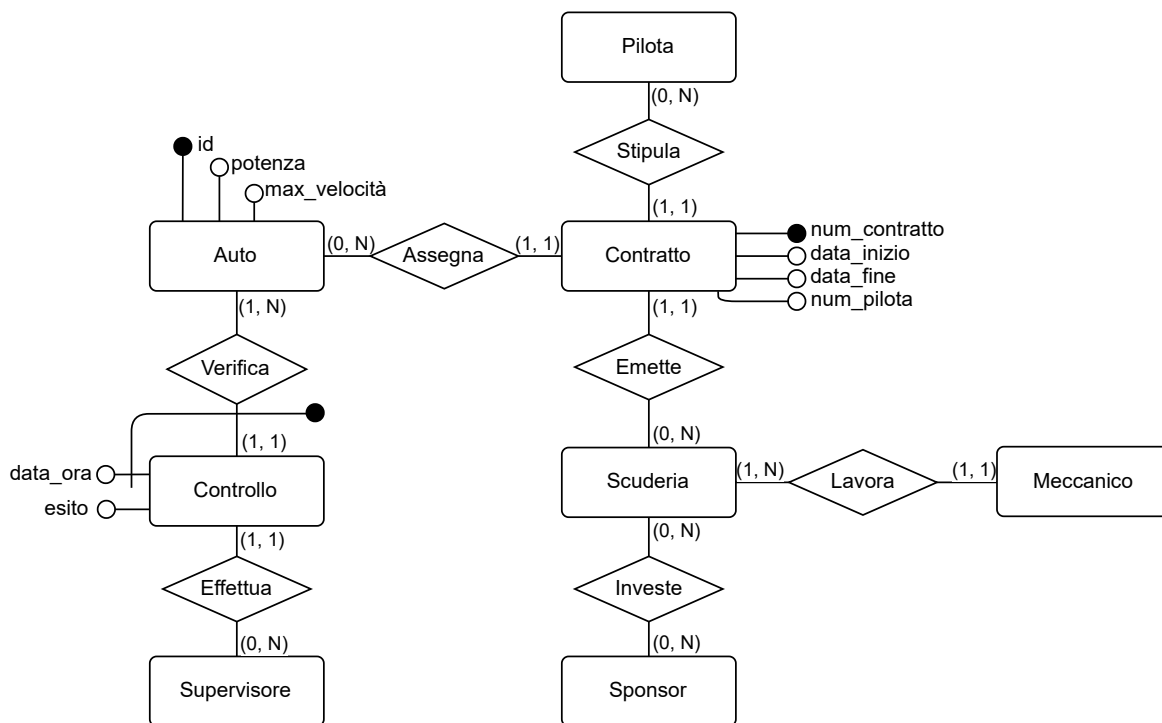 Pilota
(0, N)
Stipula
(1, 1)
id
potenza
max_velocità
Auto
(0, N)
Assegna
(1, 1)
Contratto
num_contratto
data_inizio
data_fine
num_pilota
(1, N)
(1, 1)
Verifica
Emette
(1, 1)
(0, N)
data_ora
esito
Controllo
Scuderia
(1, N)
Lavora
(1, 1)
Meccanico
(1, 1)
(0, N)
Effettua
Investe
(0, N)
(0, N)
Supervisore
Sponsor